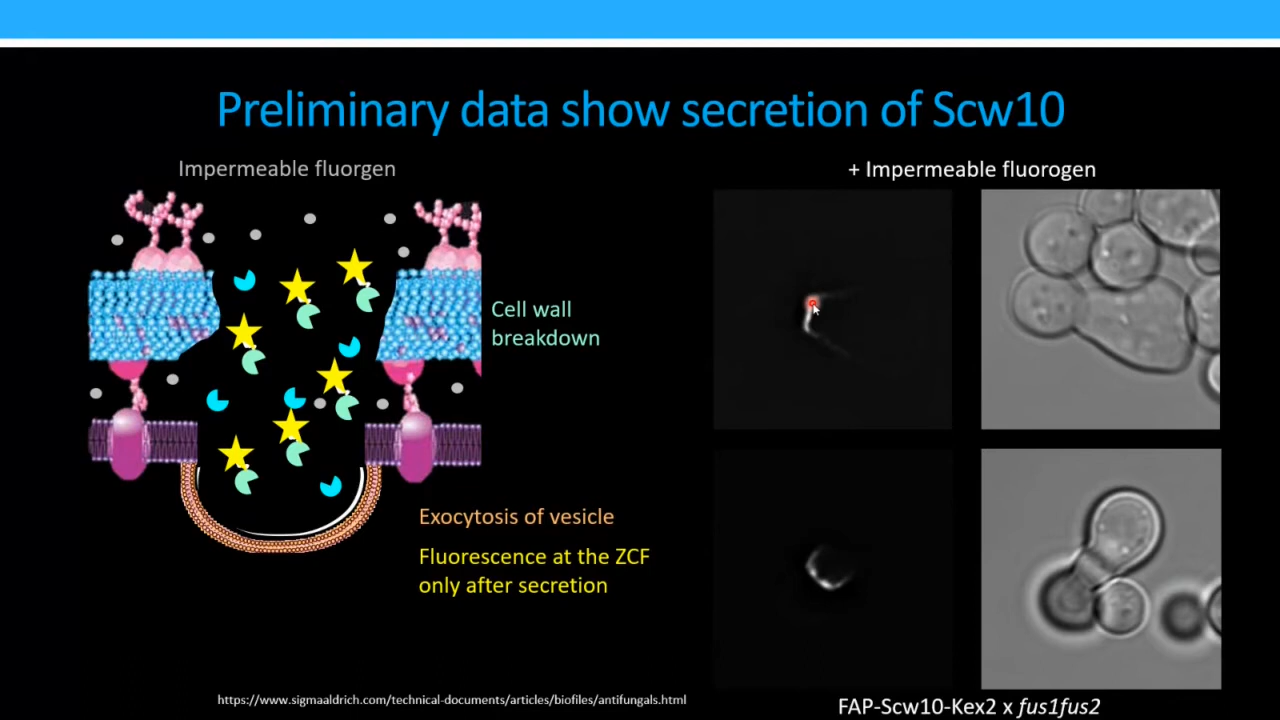 Preliminary data show secretion of Scw10
Impermeable fluorgen
+ Impermeable fluorogen
Cell wall
breakdown
Exocytosis of vesicle
Fluorescence at the ZCF
only after secretion
https://www.sigmaaldrich.com/technical-documents/articles/biofiles/antifungals.html
FAP-Scw10-Kex2 x fus1fus2